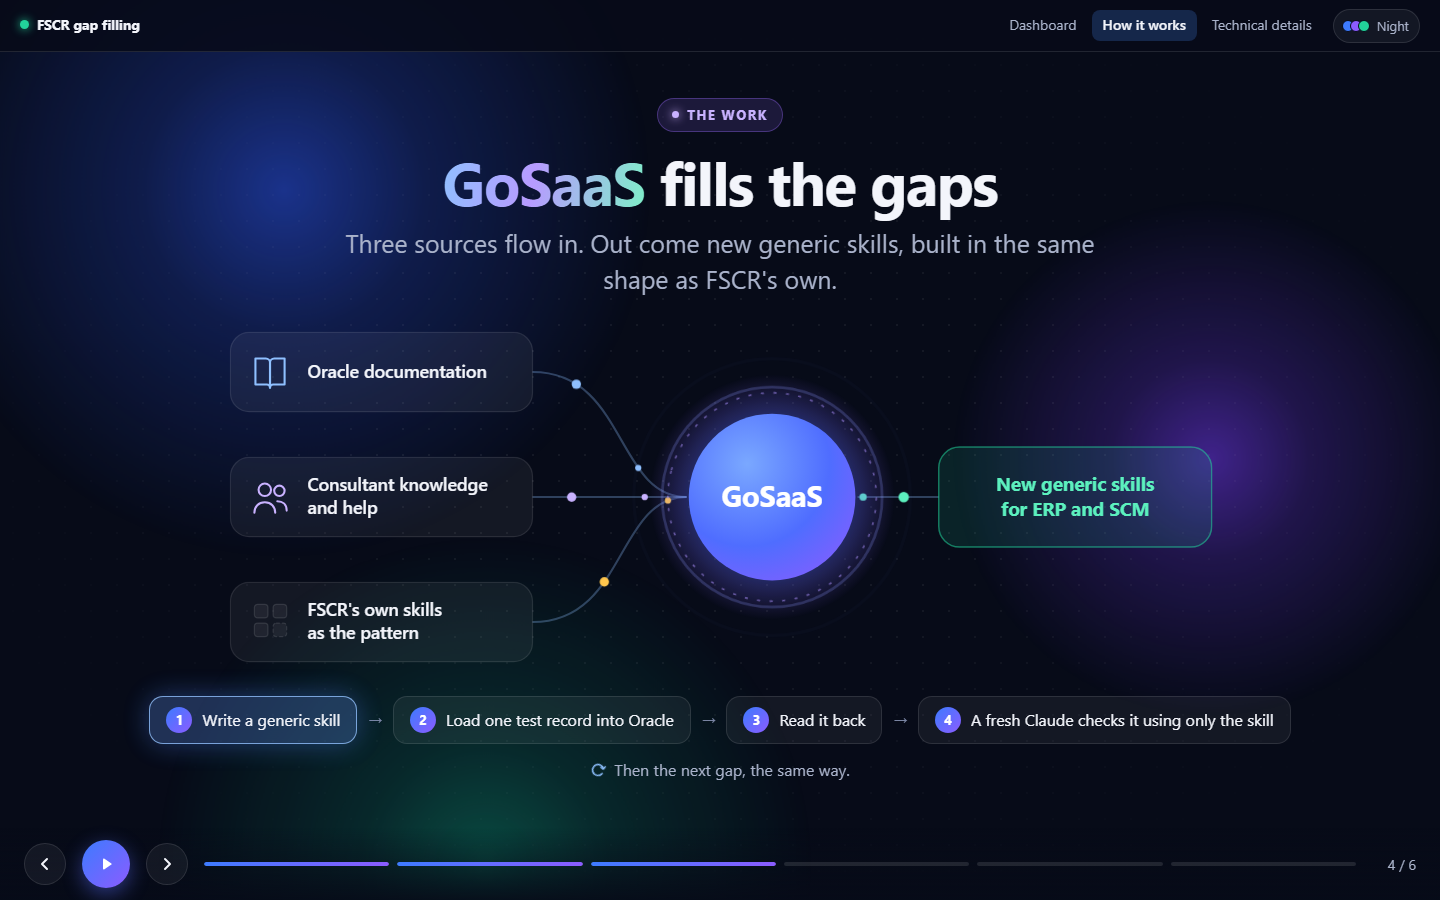 FSCR gap filling
Dashboard
How it works
Technical details
Night
THE WORK
GoSaaS fills the gaps
Three sources flow in. Out come new generic skills, built in the same
shape as FSCR's own.
Oracle documentation
Consultant knowledge
and help
FSCR's own skills
as the pattern
GoSaaS
New generic skills
for ERP and SCM
1 Write a generic skill
→
2 Load one test record into Oracle
→
3 Read it back
→
4 A fresh Claude checks it using only the skill
⟳ Then the next gap, the same way.
4 / 6